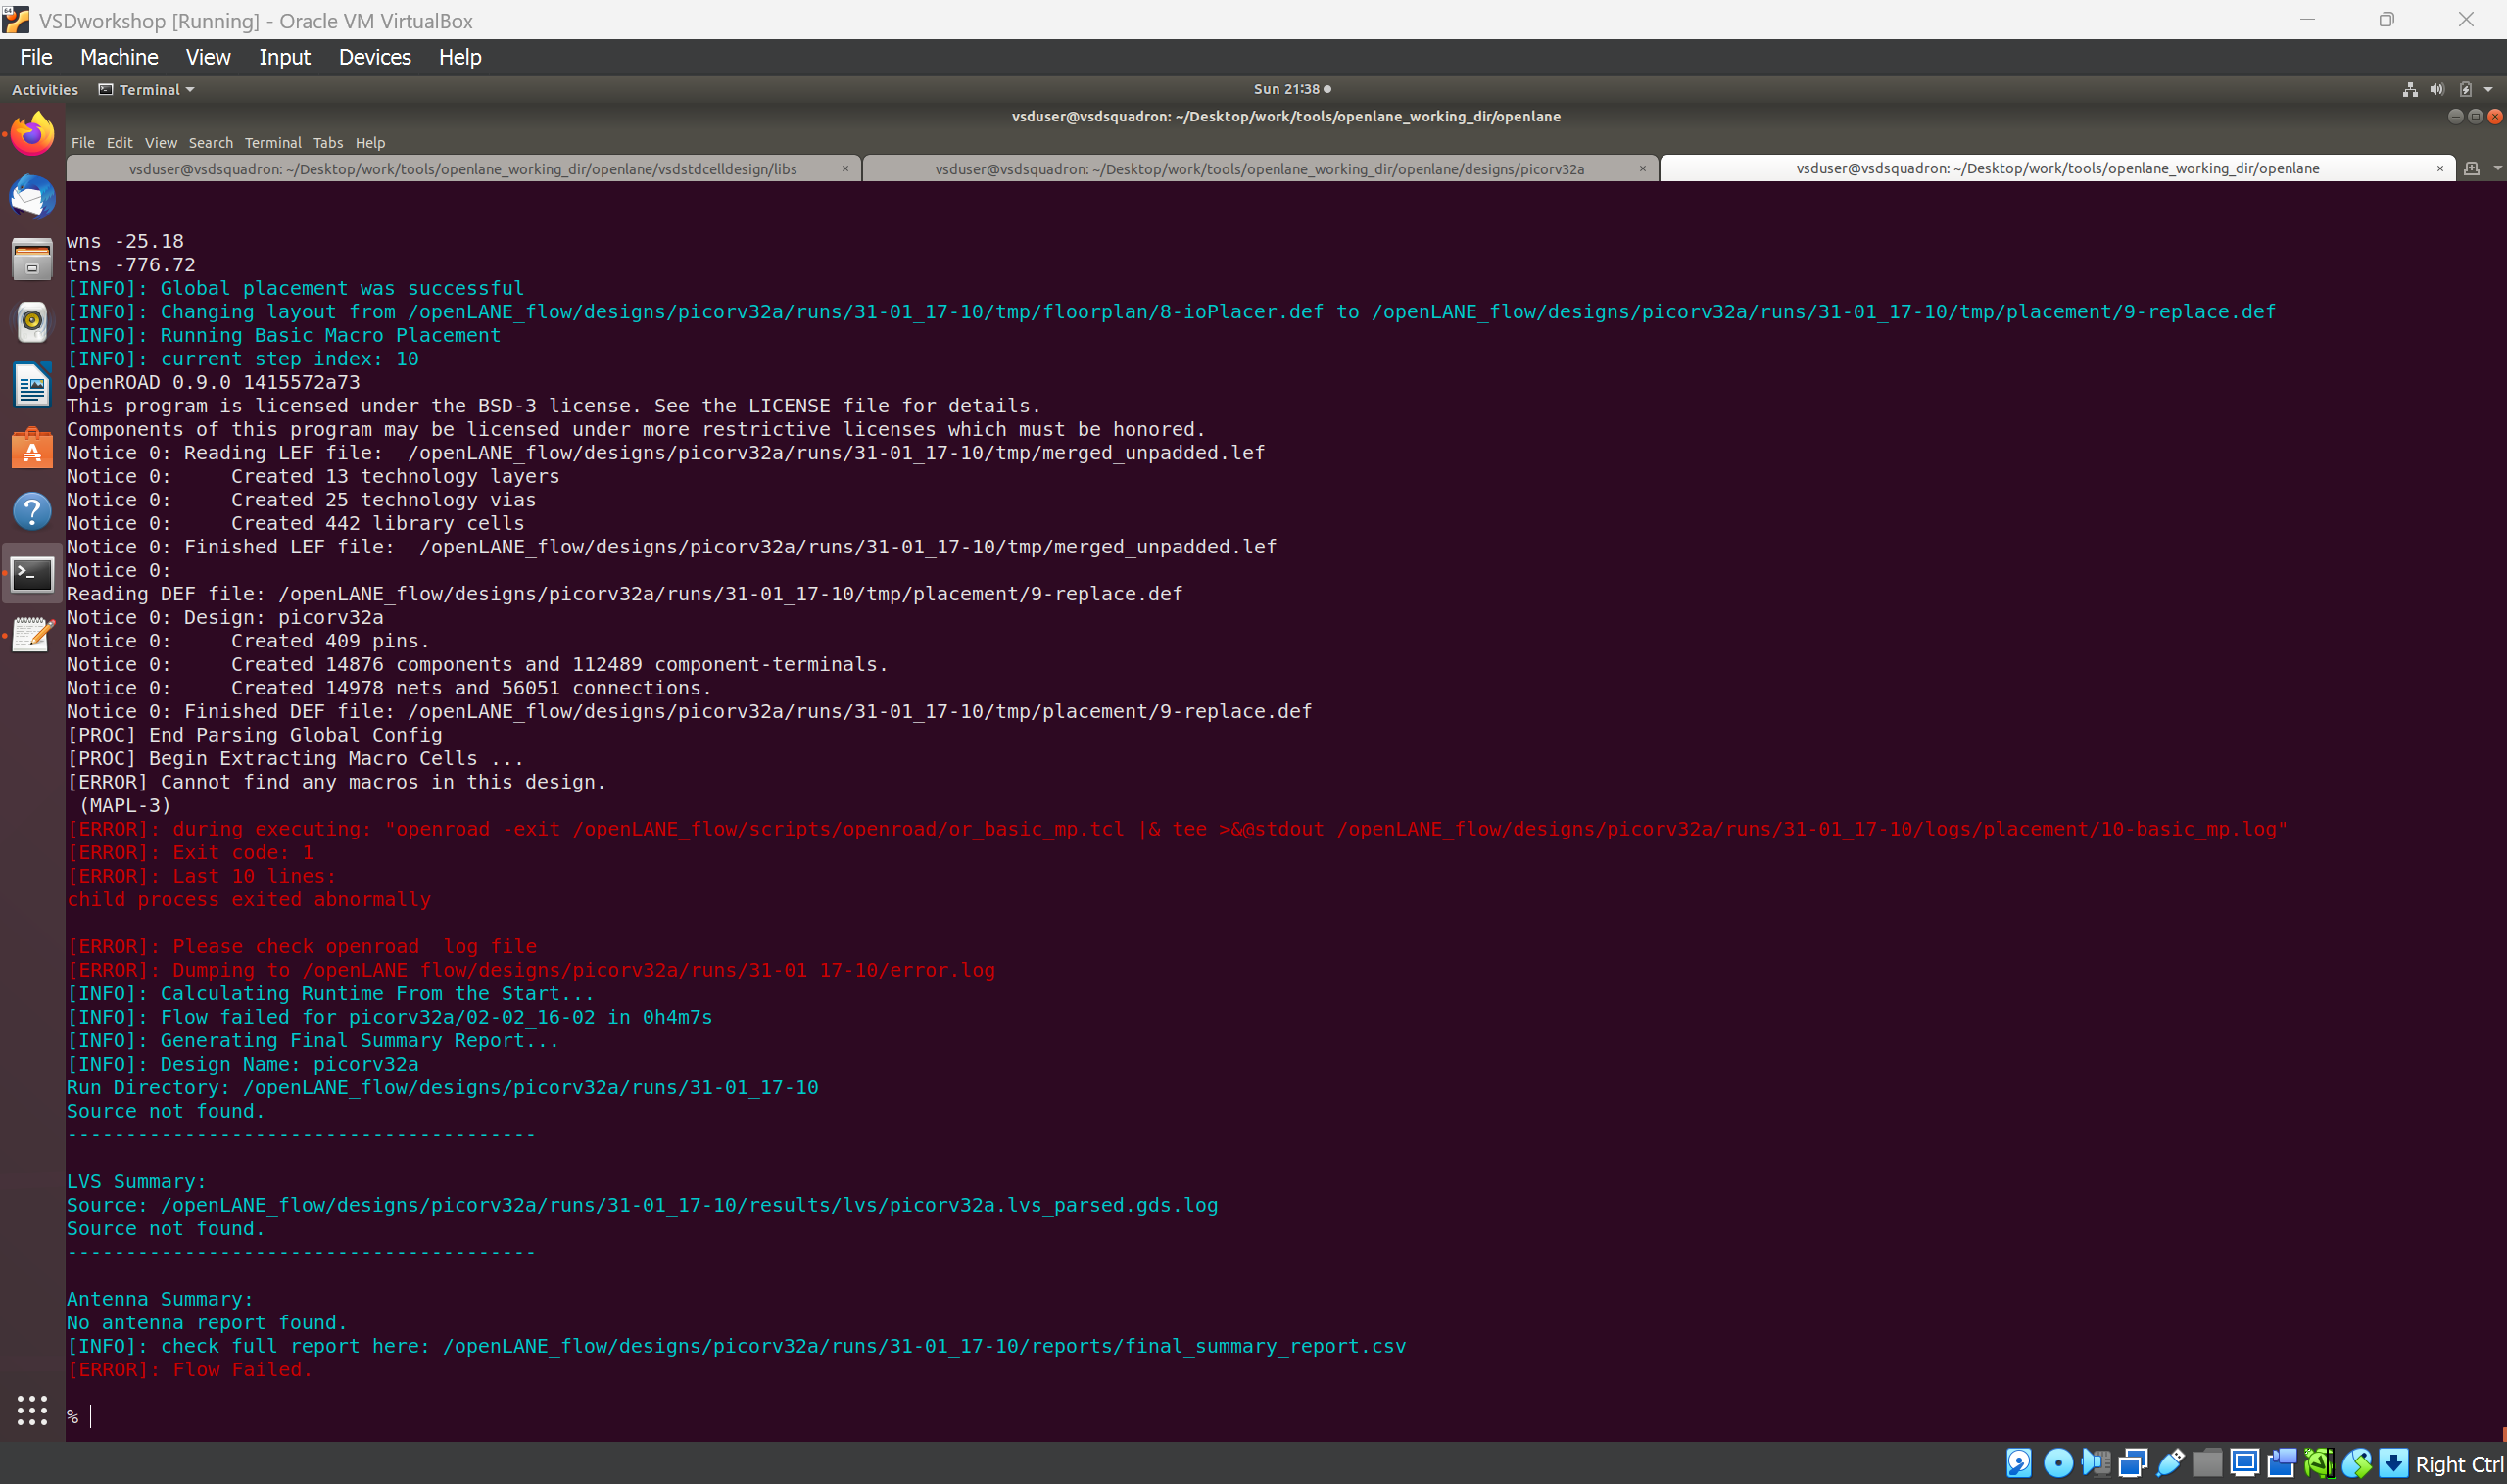 VSDworkshop [Running] - Oracle VM VirtualBox
File Machine View Input Devices Help
Activities Terminal Sun 21:38
vsduser@vsdsquadron: ~/Desktop/work/tools/openlane_working_dir/openlane
File Edit View Search Terminal Tabs Help
vsduser@vsdsquadron: ~/Desktop/work/tools/openlane_working_dir/openlane/vsdstdcelldesign/libs × vsduser@vsdsquadron: ~/Desktop/work/tools/openlane_working_dir/openlane/designs/picorv32a × vsduser@vsdsquadron: ~/Desktop/work/tools/openlane_working_dir/openlane ×
wns -25.18
tns -776.72
[INFO]: Global placement was successful
[INFO]: Changing layout from /openLANE_flow/designs/picorv32a/runs/31-01_17-10/tmp/floorplan/8-ioPlacer.def to /openLANE_flow/designs/picorv32a/runs/31-01_17-10/tmp/placement/9-replace.def
[INFO]: Running Basic Macro Placement
[INFO]: current step index: 10
OpenROAD 0.9.0 1415572a73
This program is licensed under the BSD-3 license. See the LICENSE file for details.
Components of this program may be licensed under more restrictive licenses which must be honored.
Notice 0: Reading LEF file:  /openLANE_flow/designs/picorv32a/runs/31-01_17-10/tmp/merged_unpadded.lef
Notice 0:     Created 13 technology layers
Notice 0:     Created 25 technology vias
Notice 0:     Created 442 library cells
Notice 0: Finished LEF file:  /openLANE_flow/designs/picorv32a/runs/31-01_17-10/tmp/merged_unpadded.lef
Notice 0:
Reading DEF file: /openLANE_flow/designs/picorv32a/runs/31-01_17-10/tmp/placement/9-replace.def
Notice 0: Design: picorv32a
Notice 0:     Created 409 pins.
Notice 0:     Created 14876 components and 112489 component-terminals.
Notice 0:     Created 14978 nets and 56051 connections.
Notice 0: Finished DEF file: /openLANE_flow/designs/picorv32a/runs/31-01_17-10/tmp/placement/9-replace.def
[PROC] End Parsing Global Config
[PROC] Begin Extracting Macro Cells ...
[ERROR] Cannot find any macros in this design.
(MAPL-3)
[ERROR]: during executing: "openroad -exit /openLANE_flow/scripts/openroad/or_basic_mp.tcl |& tee >&@stdout /openLANE_flow/designs/picorv32a/runs/31-01_17-10/logs/placement/10-basic_mp.log"
[ERROR]: Exit code: 1
[ERROR]: Last 10 lines:
child process exited abnormally
[ERROR]: Please check openroad  log file
[ERROR]: Dumping to /openLANE_flow/designs/picorv32a/runs/31-01_17-10/error.log
[INFO]: Calculating Runtime From the Start...
[INFO]: Flow failed for picorv32a/02-02_16-02 in 0h4m7s
[INFO]: Generating Final Summary Report...
[INFO]: Design Name: picorv32a
Run Directory: /openLANE_flow/designs/picorv32a/runs/31-01_17-10
Source not found.
----------------------------------------
LVS Summary:
Source: /openLANE_flow/designs/picorv32a/runs/31-01_17-10/results/lvs/picorv32a.lvs_parsed.gds.log
Source not found.
----------------------------------------
Antenna Summary:
No antenna report found.
[INFO]: check full report here: /openLANE_flow/designs/picorv32a/runs/31-01_17-10/reports/final_summary_report.csv
[ERROR]: Flow Failed.
%
Right Ctrl